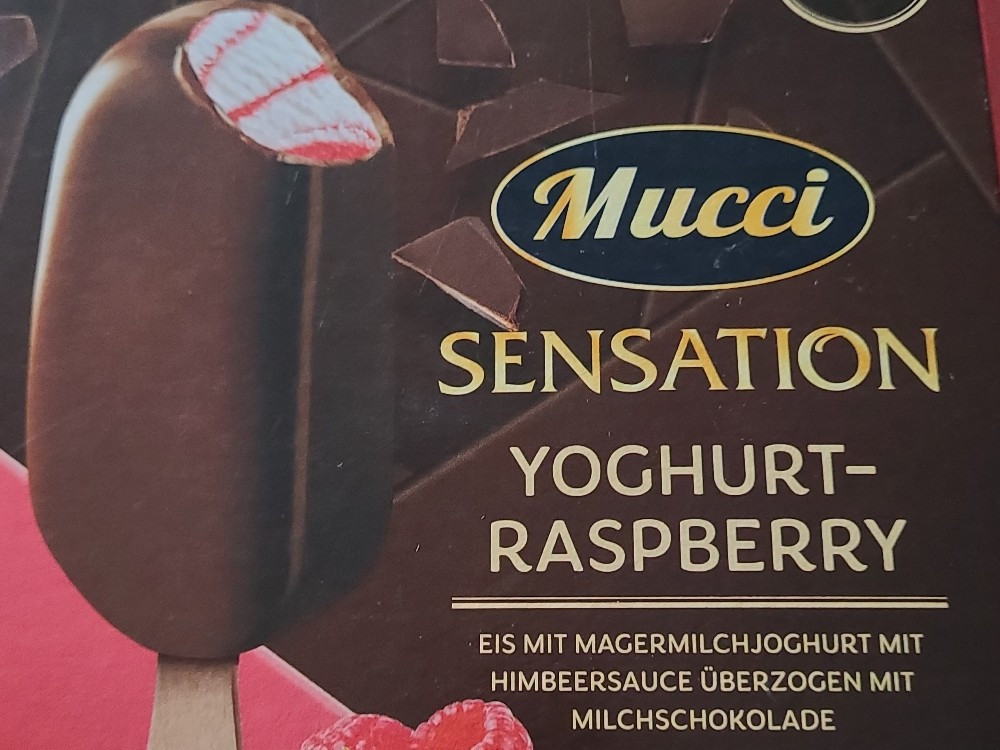 Mucci
SENSATION
YOGHURT-
RASPBERRY
EIS MIT MAGERMILCHJOGHURT MIT
HIMBEERSAUCE ÜBERZOGEN MIT
MILCHSCHOKOLADE